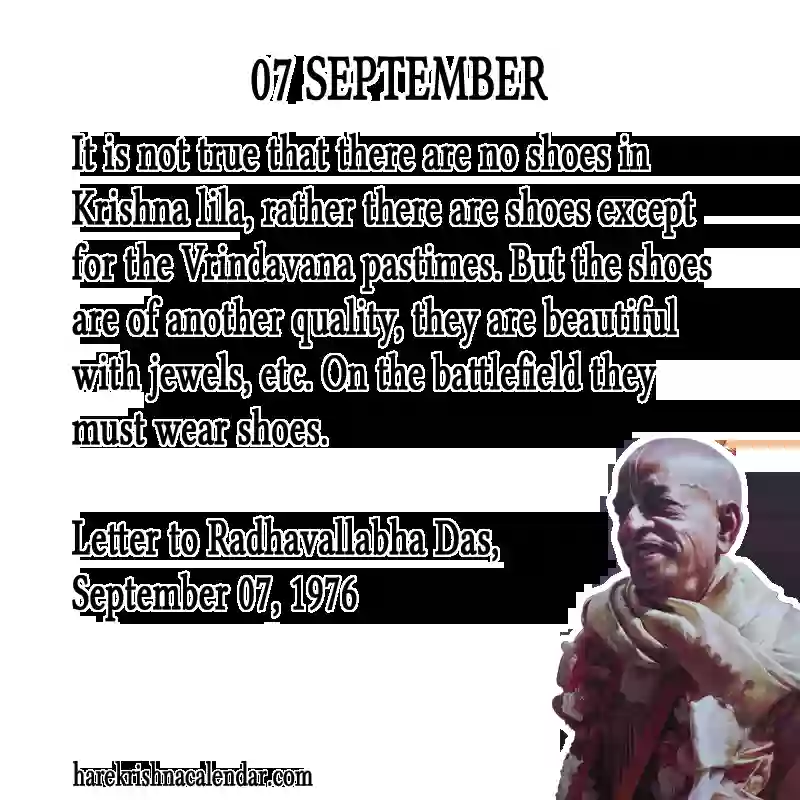 07 SEPTEMBER
It is not true that there are no shoes in
Krishna lila, rather there are shoes except
for the Vrindavana pastimes. But the shoes
are of another quality, they are beautiful
with jewels, etc. On the battlefield they
must wear shoes.
Letter to Radhavallabha Das,
September 07, 1976
harekrishnacalendar.com